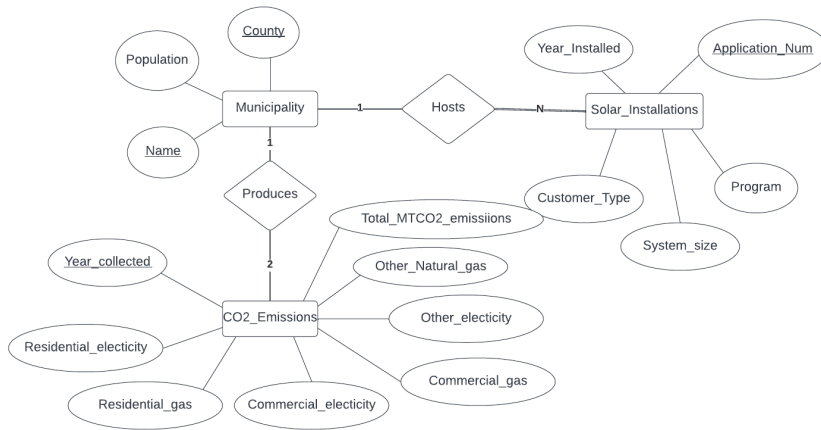 County
Year_Installed
Application_Num
Population
Municipality
1
Hosts
N
Solar_Installations
1
Name
Produces
Customer_Type
Program
Total_MTCO2_emissiions
System_size
Year_collected
2
Other_Natural_gas
CO2_Emissions
Other_electicity
Residential_electicity
Commercial_gas
Residential_gas
Commercial_electicity